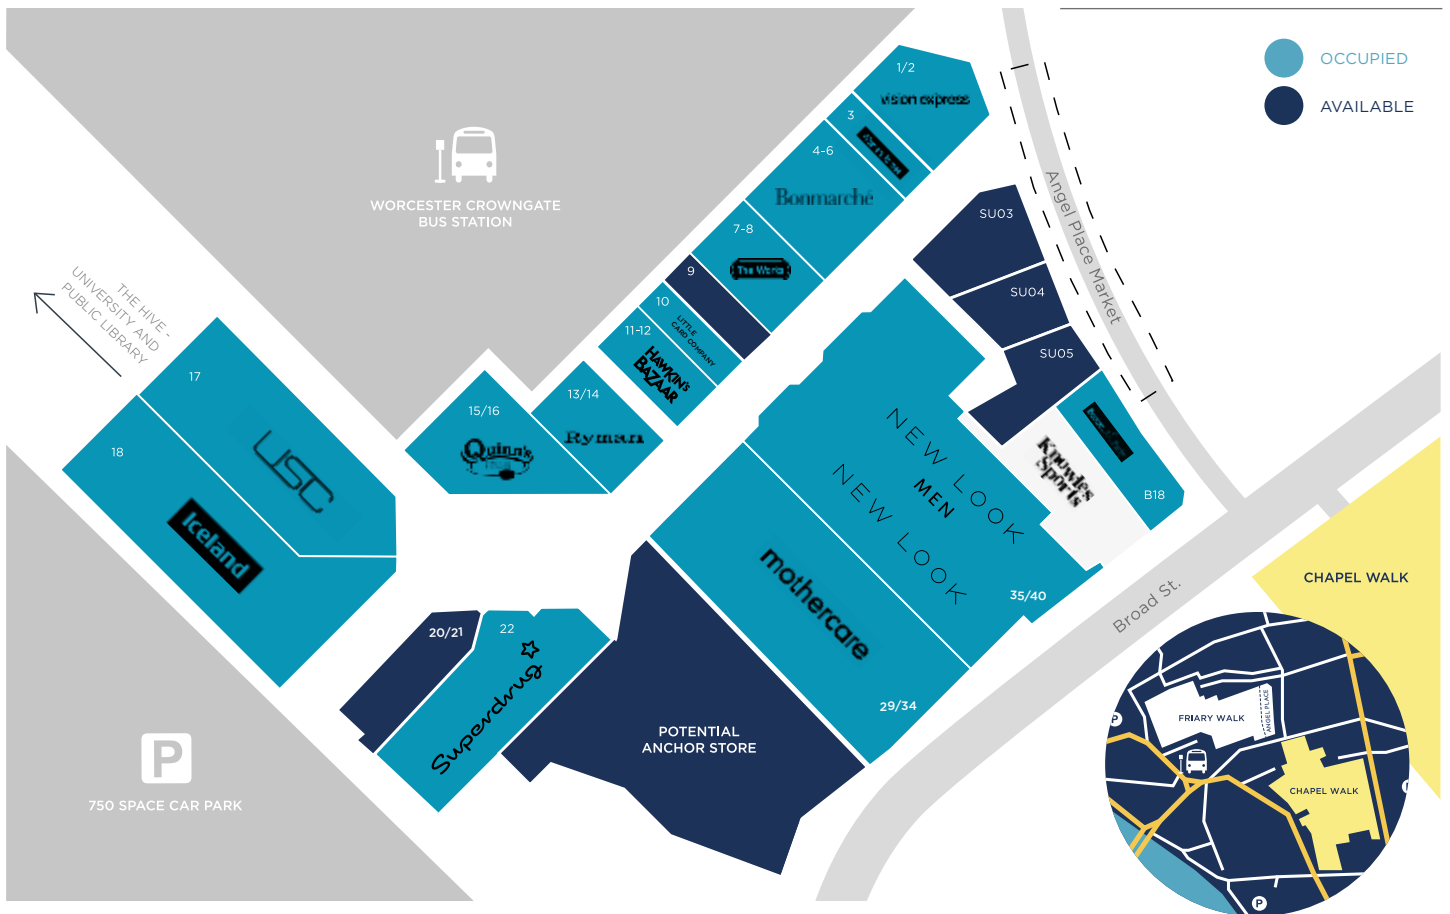 OCCUPIED
AVAILABLE
WORCESTER CROWNGATE
BUS STATION
THE HIVE -
UNIVERSITY AND
PUBLIC LIBRARY
1/2
vision express
3
4-6
Bonmarché
7-8
The Works
9
10
LITTLE
CARD COMPANY
11-12
HAWKIN'S
BAZAAR
13/14
Ryman
15/16
Quinn's
17
USC
18
Iceland
SU03
SU04
SU05
Angel Place Market
B18
Knowles
Sports
NEW LOOK
MEN
NEW LOOK
35/40
mothercare
29/34
20/21
22
Superdrug
POTENTIAL
ANCHOR STORE
Broad St.
CHAPEL WALK
P
750 SPACE CAR PARK
P
FRIARY WALK
ANGEL PLACE
CHAPEL WALK
P